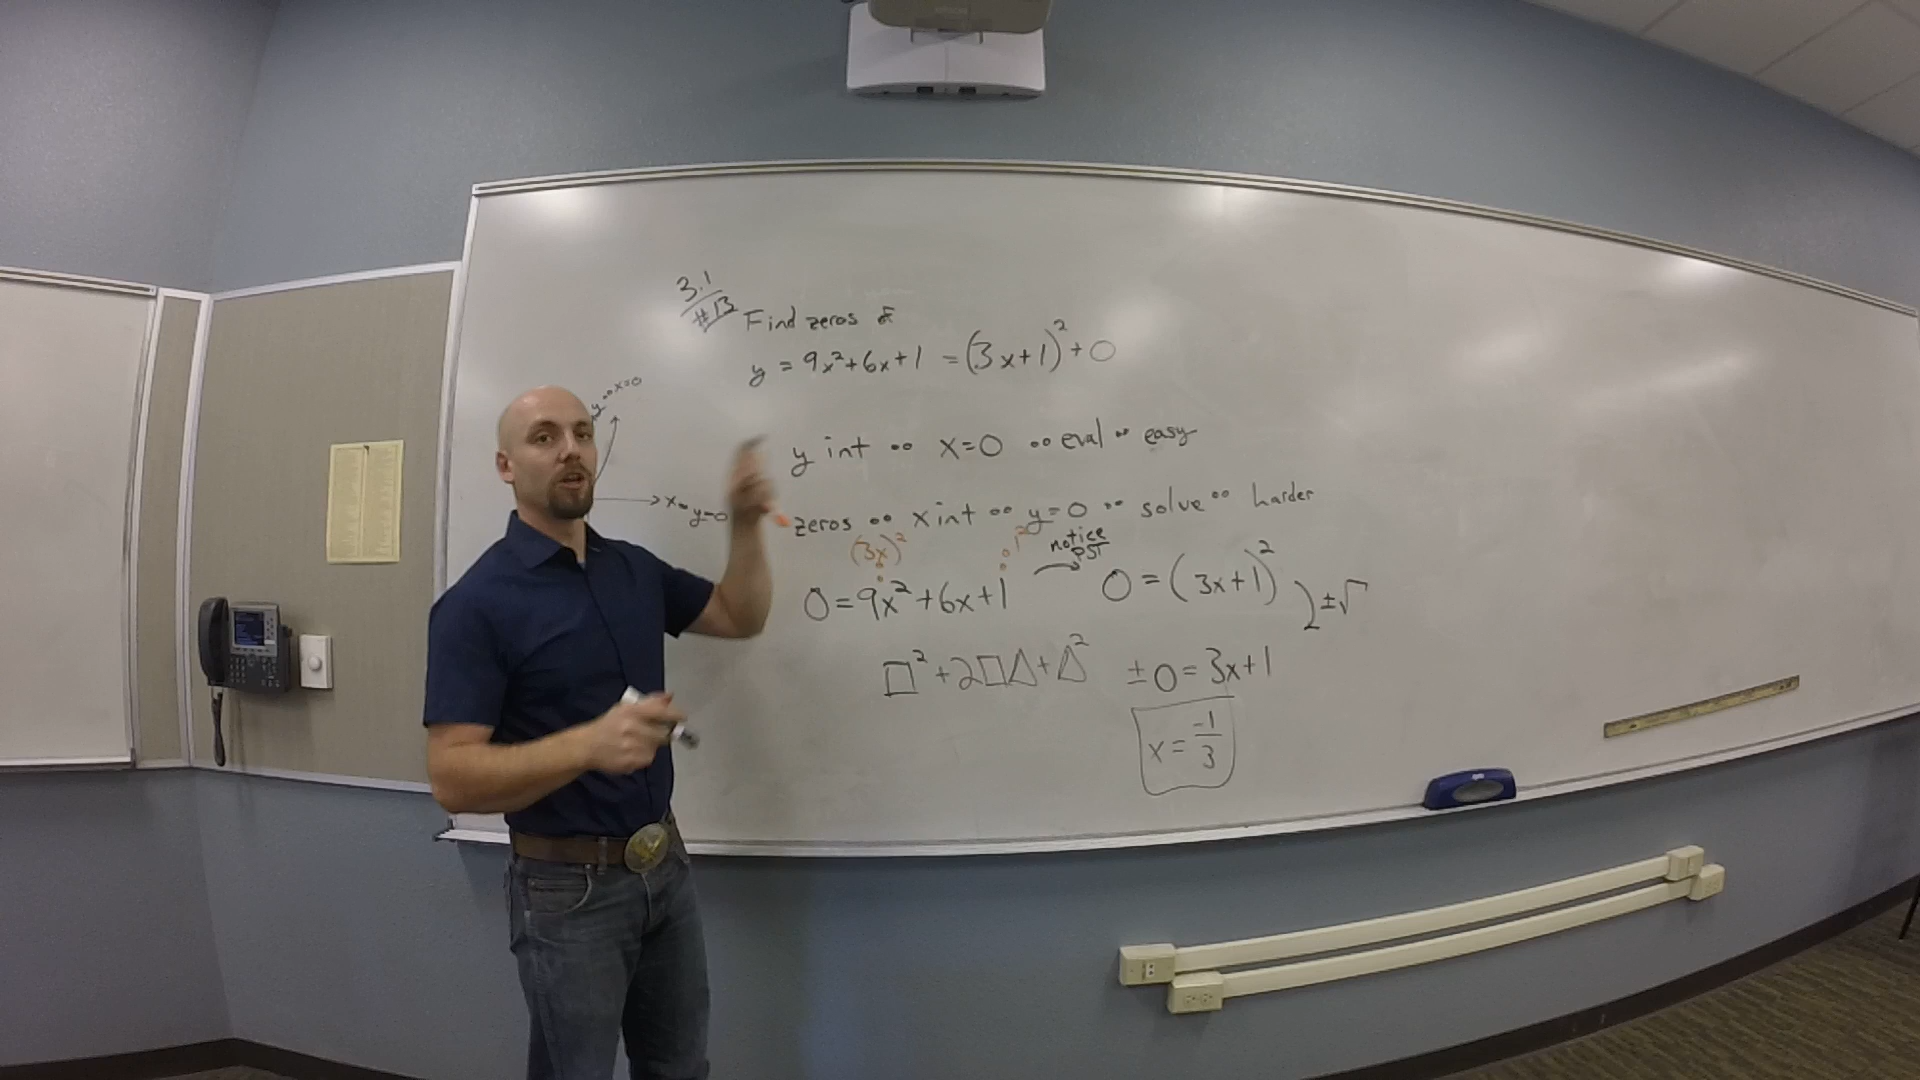 3.1
#13
Find zeros of
y = 9x²+6x+1 = (3x+1)²+0
y ∞ x=0
x ∞ y=0
y int ∞ x=0 ∞ eval ∞ easy
zeros ∞ x int ∞ y=0 ∞ solve ∞ harder
(3x)² 1² notice PST
0=9x²+6x+1 → 0=(3x+1)² ±√
□²+2□△+△² ±0=3x+1
x = -1/3